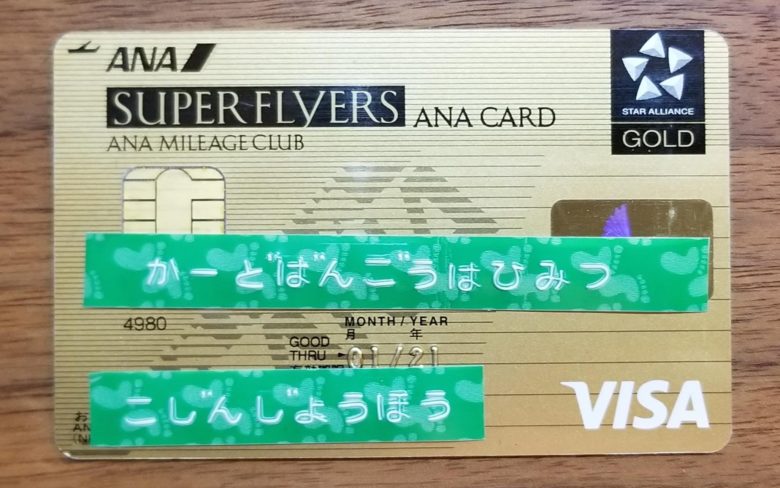 ANA
SUPER FLYERS ANA CARD
ANA MILEAGE CLUB
STAR ALLIANCE
GOLD
かーどばんごうはひみつ
4980
MONTH/YEAR
月 年
GOOD
THRU 01/21
こじんじょうほう
VISA